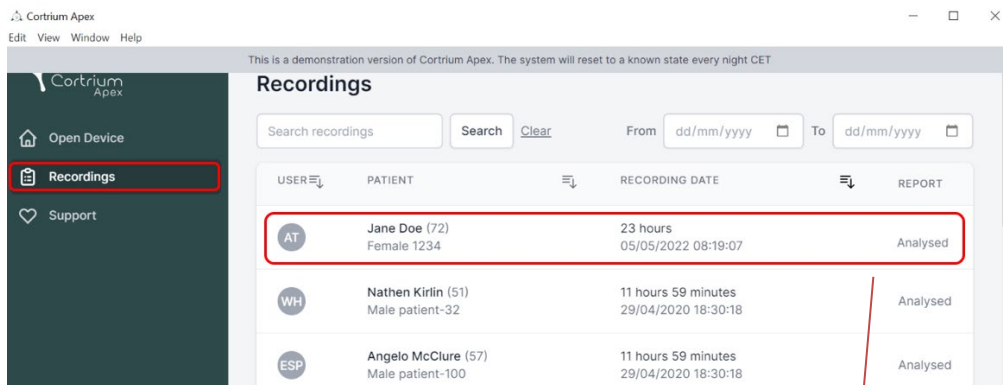 Cortrium Apex
Edit View Window Help
This is a demonstration version of Cortrium Apex. The system will reset to a known state every night CET
Cortrium
Apex
Open Device
Recordings
Support
Recordings
Search recordings Search Clear From dd/mm/yyyy To dd/mm/yyyy
USER PATIENT RECORDING DATE REPORT
AT Jane Doe (72) 23 hours Analysed
Female 1234 05/05/2022 08:19:07
WH Nathen Kirlin (51) 11 hours 59 minutes Analysed
Male patient-32 29/04/2020 18:30:18
ESP Angelo McClure (57) 11 hours 59 minutes Analysed
Male patient-100 29/04/2020 18:30:18